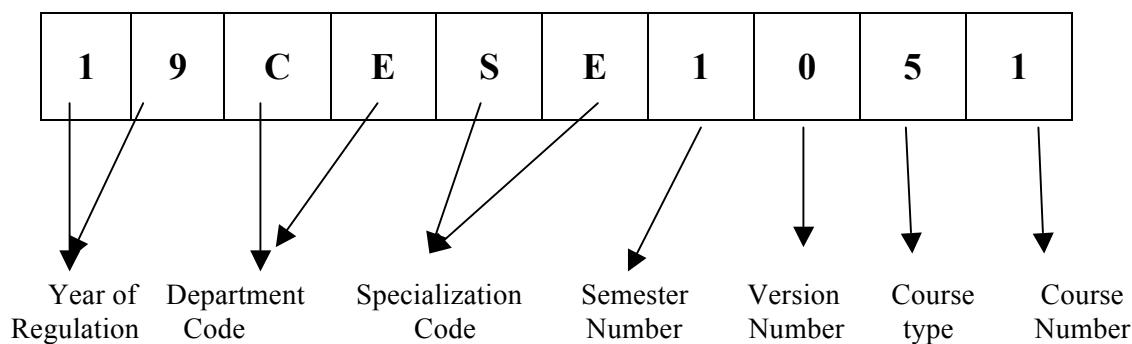 1 9 C E S E 1 0 5 1
Year of Department Specialization Semester Version Course Course
Regulation Code Code Number Number type Number